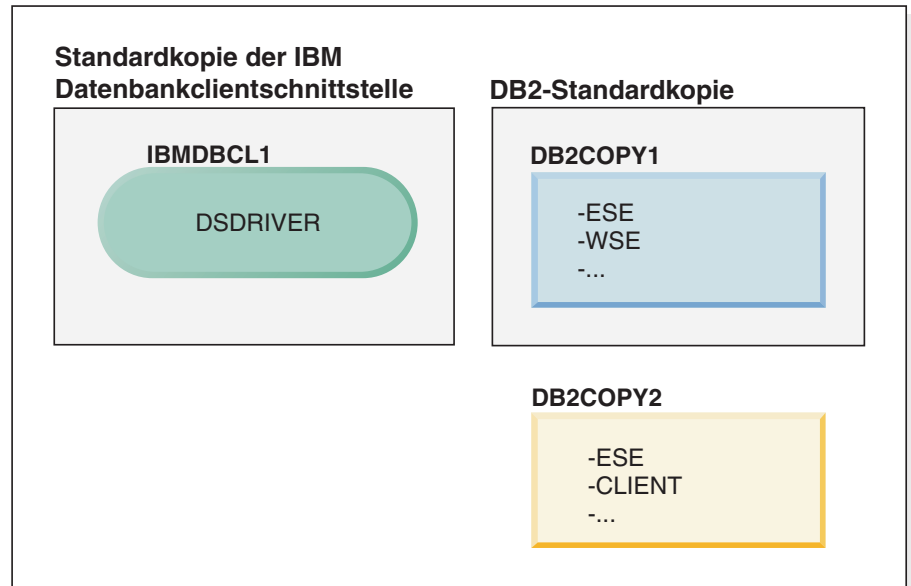 Standardkopie der IBM
Datenbankclientschnittstelle
IBMDBCL1
DSDRIVER
DB2-Standardkopie
DB2COPY1
-ESE
-WSE
-...
DB2COPY2
-ESE
-CLIENT
-...